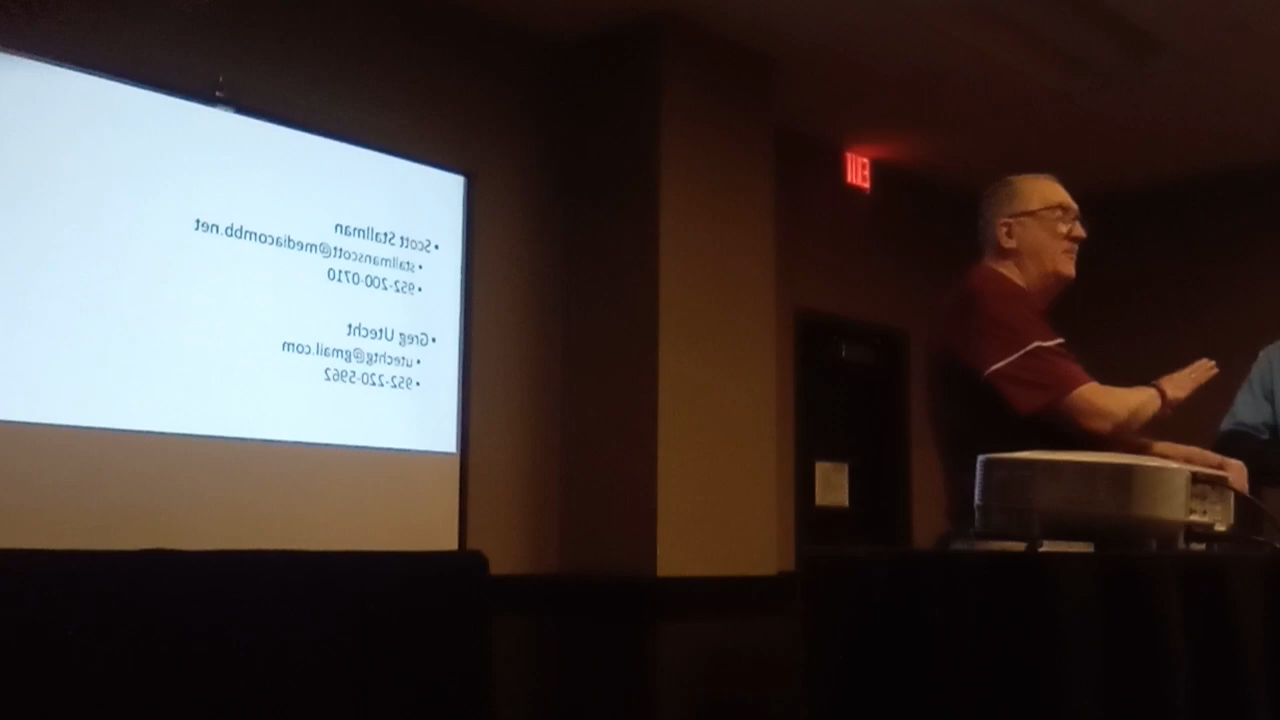 • Scott Stallman
• stallmanscott@mediacombb.net
• 952-200-0710
• Greg Utecht
• utechtg@gmail.com
• 952-220-5962
EXIT